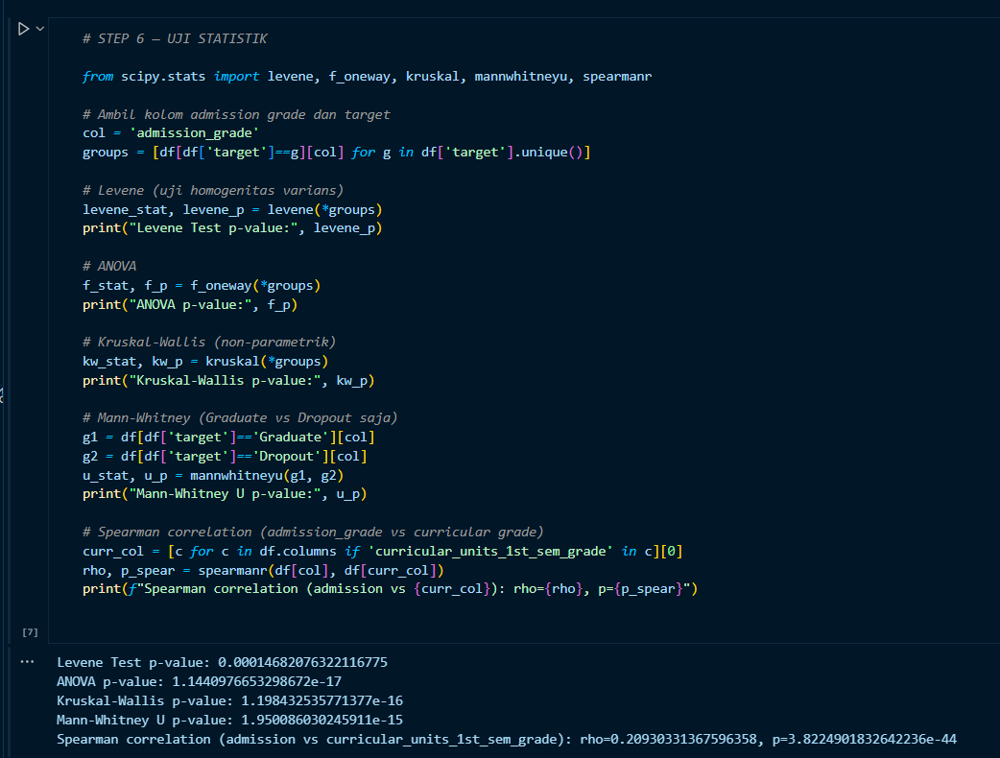 # STEP 6 — UJI STATISTIK
from scipy.stats import levene, f_oneway, kruskal, mannwhitneyu, spearmanr
# Ambil kolom admission grade dan target
col = 'admission_grade'
groups = [df[df['target']==g][col] for g in df['target'].unique()]
# Levene (uji homogenitas varians)
levene_stat, levene_p = levene(*groups)
print("Levene Test p-value:", levene_p)
# ANOVA
f_stat, f_p = f_oneway(*groups)
print("ANOVA p-value:", f_p)
# Kruskal-Wallis (non-parametrik)
kw_stat, kw_p = kruskal(*groups)
print("Kruskal-Wallis p-value:", kw_p)
# Mann-Whitney (Graduate vs Dropout saja)
g1 = df[df['target']=='Graduate'][col]
g2 = df[df['target']=='Dropout'][col]
u_stat, u_p = mannwhitneyu(g1, g2)
print("Mann-Whitney U p-value:", u_p)
# Spearman correlation (admission_grade vs curricular grade)
curr_col = [c for c in df.columns if 'curricular_units_1st_sem_grade' in c][0]
rho, p_spear = spearmanr(df[col], df[curr_col])
print(f"Spearman correlation (admission vs {curr_col}): rho={rho}, p={p_spear}")
[7]
Levene Test p-value: 0.00014682076322116775
ANOVA p-value: 1.1440976653298672e-17
Kruskal-Wallis p-value: 1.198432535771377e-16
Mann-Whitney U p-value: 1.950086030245911e-15
Spearman correlation (admission vs curricular_units_1st_sem_grade): rho=0.20930331367596358, p=3.8224901832642236e-44